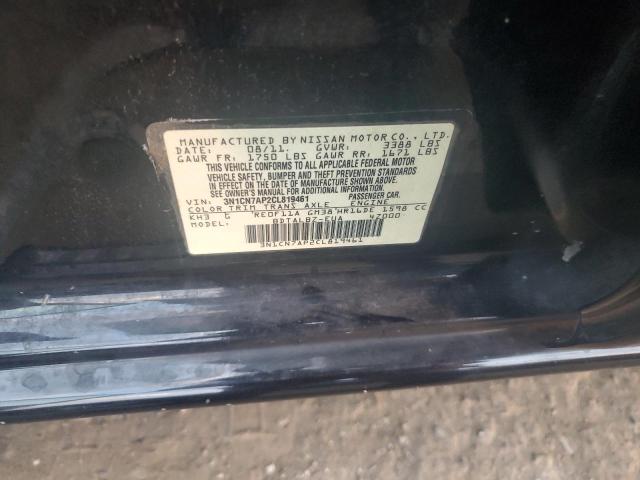 MANUFACTURED BY NISSAN MOTOR CO., LTD.
DATE: 08/11. GVWR: 3388 LBS
GAWR FR: 1750 LBS GAWR RR: 1671 LBS
THIS VEHICLE CONFORMS TO ALL APPLICABLE FEDERAL MOTOR
VEHICLE SAFETY, BUMPER AND THEFT PREVENTION STANDARDS
IN EFFECT ON THE DATE OF MANUFACTURE SHOWN ABOVE.
SEE OWNER'S MANUAL.
PASSENGER CAR.
VIN: 3N1CN7AP2CL819461
COLOR TRIM TRANS AXLE ENGINE
KH3 G RE0F11A GM38 HR16DE 1598 CC
MODEL: BDTALBZ-EUA 47000
3N1CN7AP2CL819461